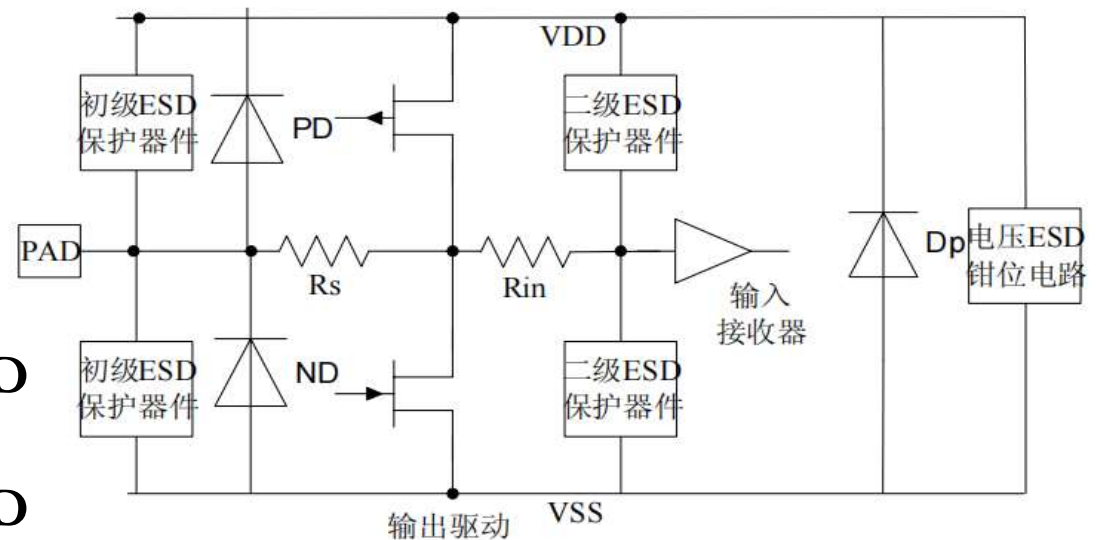 VDD
初级ESD
保护器件
PD
二级ESD
保护器件
PAD
Rs
Rin
输入
接收器
Dp
电压ESD
钳位电路
初级ESD
保护器件
ND
二级ESD
保护器件
O
O
输出驱动
VSS